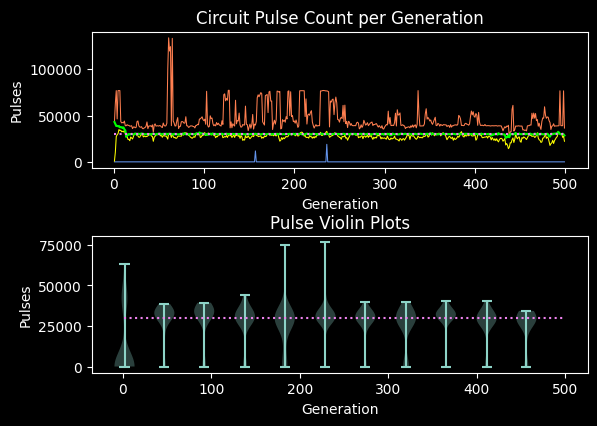 Circuit Pulse Count per Generation
Pulses
100000
50000
0
0 100 200 300 400 500
Generation
Pulse Violin Plots
Pulses
75000
50000
25000
0
0 100 200 300 400 500
Generation